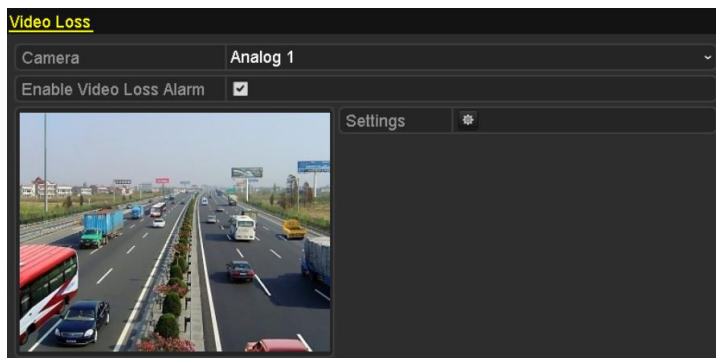 Video Loss
Camera Analog 1
Enable Video Loss Alarm
Settings